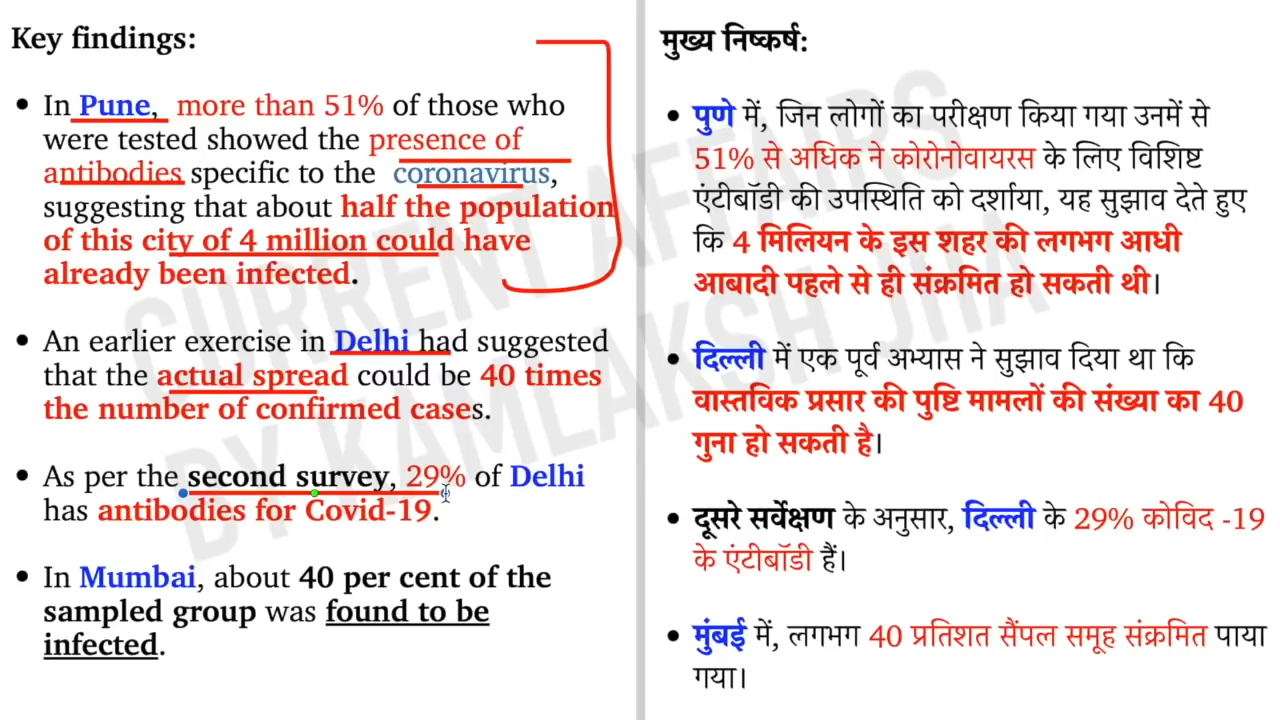 Key findings:
In Pune, more than 51% of those who
were tested showed the presence of
antibodies specific to the coronavirus,
suggesting that about half the population
of this city of 4 million could have
already been infected.
An earlier exercise in Delhi had suggested
that the actual spread could be 40 times
the number of confirmed cases.
As per the second survey, 29% of Delhi
has antibodies for Covid-19.
In Mumbai, about 40 per cent of the
sampled group was found to be
infected.
मुख्य निष्कर्ष:
पुणे में, जिन लोगों का परीक्षण किया गया उनमें से
51% से अधिक ने कोरोनोवायरस के लिए विशिष्ट
एंटीबॉडी की उपस्थिति को दर्शाया, यह सुझाव देते हुए
कि 4 मिलियन के इस शहर की लगभग आधी
आबादी पहले से ही संक्रमित हो सकती थी।
दिल्ली में एक पूर्व अभ्यास ने सुझाव दिया था कि
वास्तविक प्रसार की पुष्टि मामलों की संख्या का 40
गुना हो सकती है।
दूसरे सर्वेक्षण के अनुसार, दिल्ली के 29% कोविद -19
के एंटीबॉडी हैं।
मुंबई में, लगभग 40 प्रतिशत सैंपल समूह संक्रमित पाया
गया।
CURRENT AFFAIRS
BY KAMLAKSH JHA